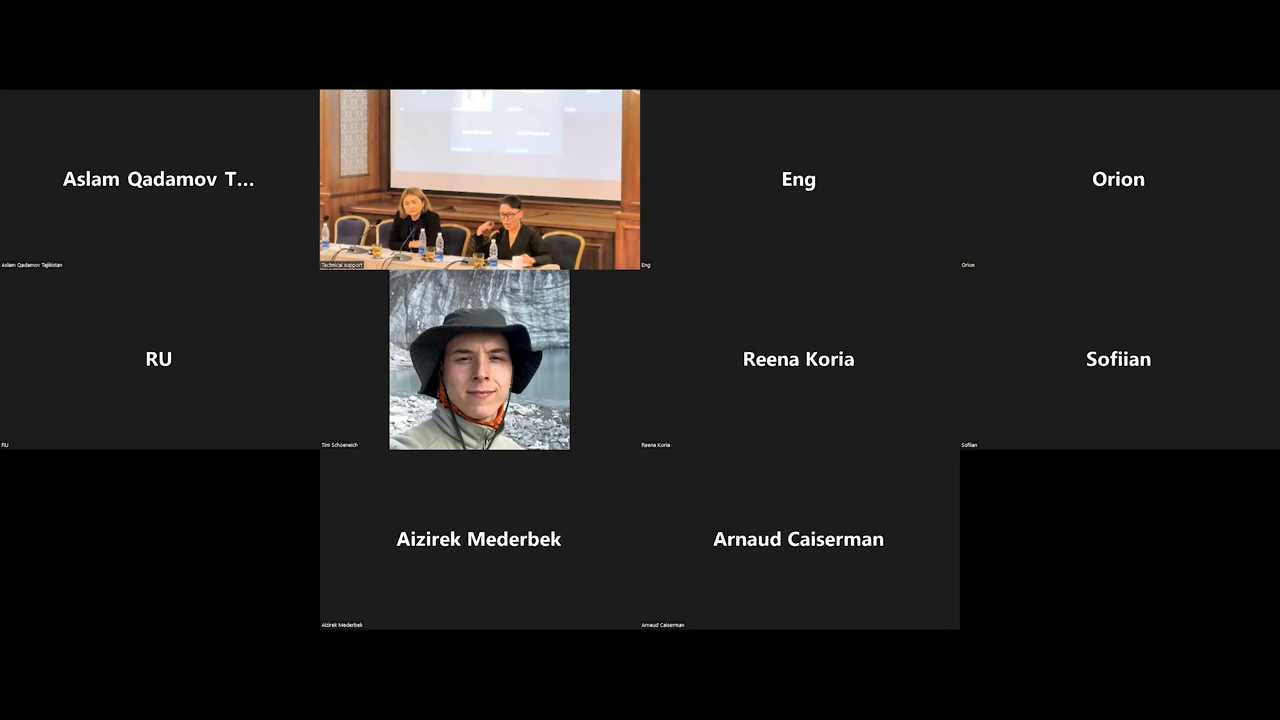 Aslam Qadamov T...
Eng
Orion
Aslam Qadamov Tajikistan
Technical support
Eng
Orion
RU
Reena Koria
Sofiian
RU
Tim Schoeneich
Reena Koria
Sofiian
Aizirek Mederbek
Arnaud Caiserman
Aizirek Mederbek
Arnaud Caiserman